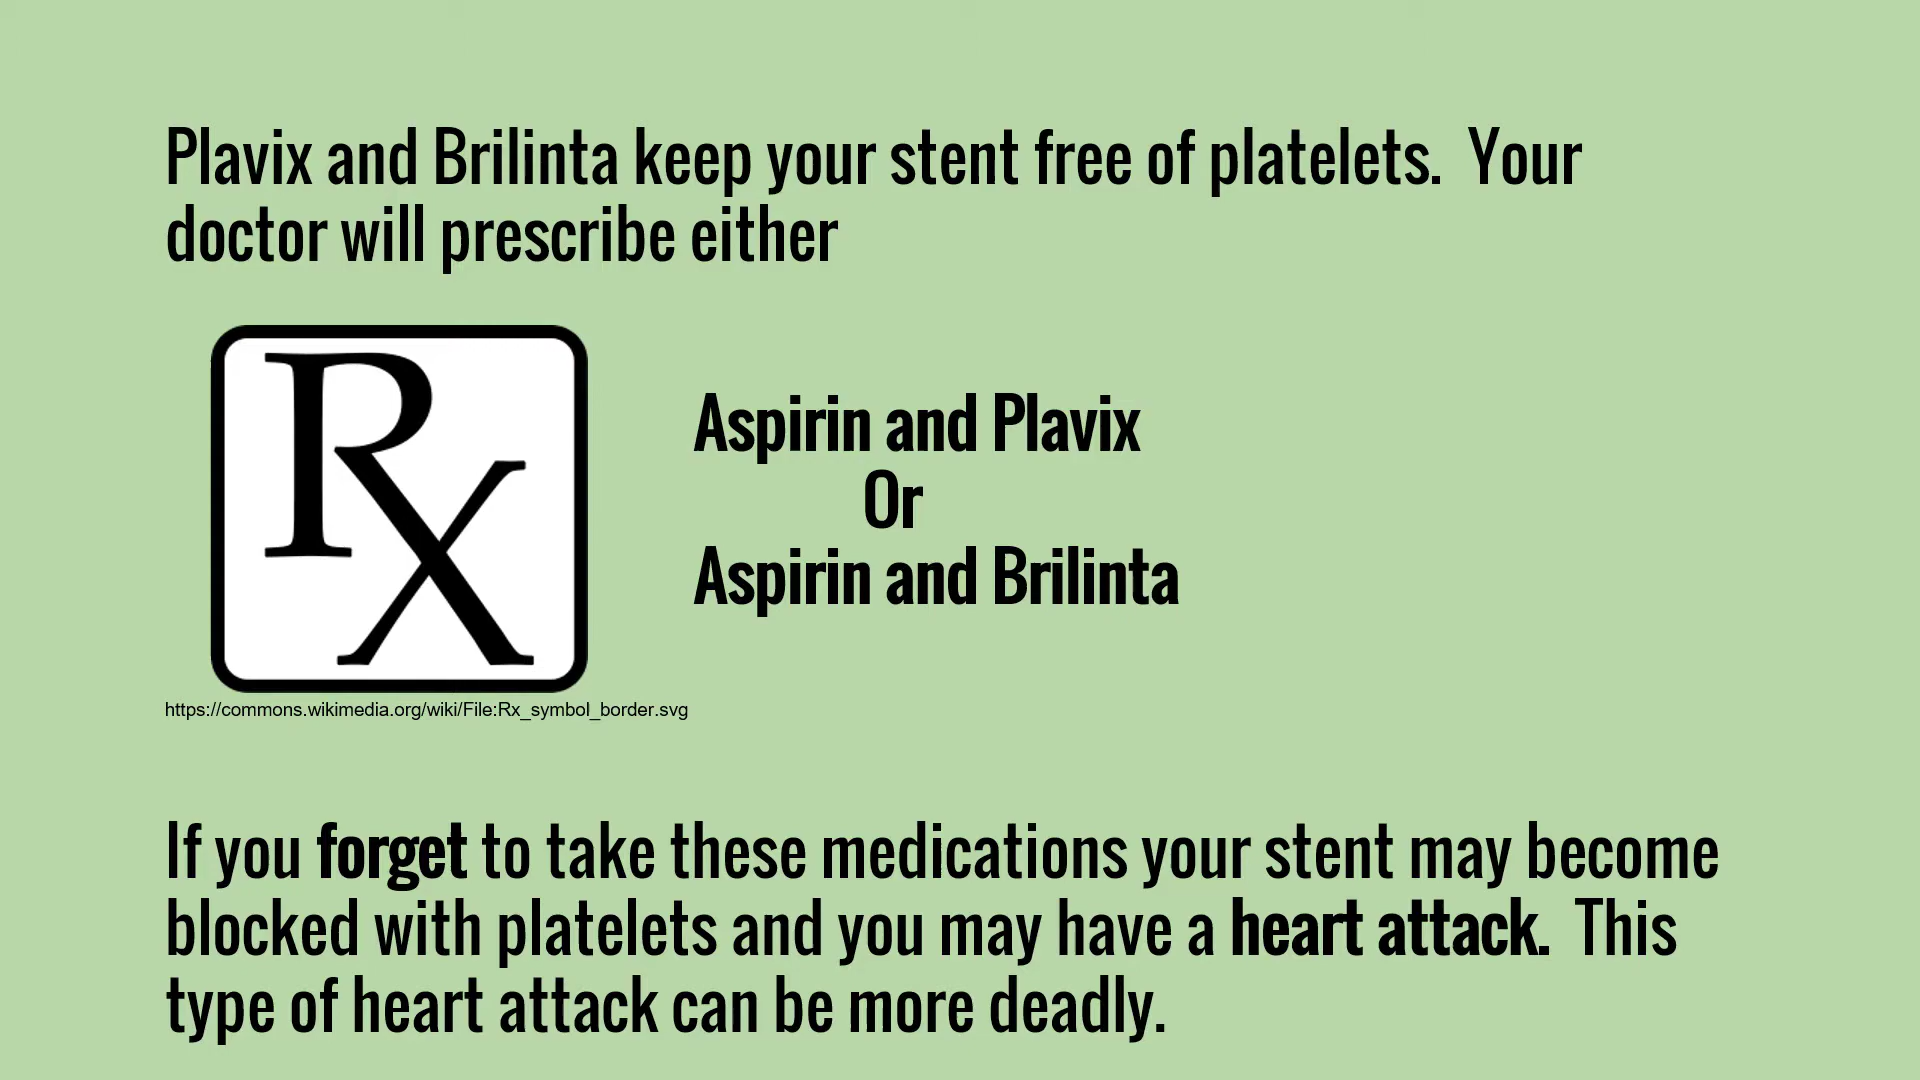 Plavix and Brilinta keep your stent free of platelets.  Your
doctor will prescribe either
Rx
Aspirin and Plavix
Or
Aspirin and Brilinta
https://commons.wikimedia.org/wiki/File:Rx_symbol_border.svg
If you forget to take these medications your stent may become
blocked with platelets and you may have a heart attack.  This
type of heart attack can be more deadly.